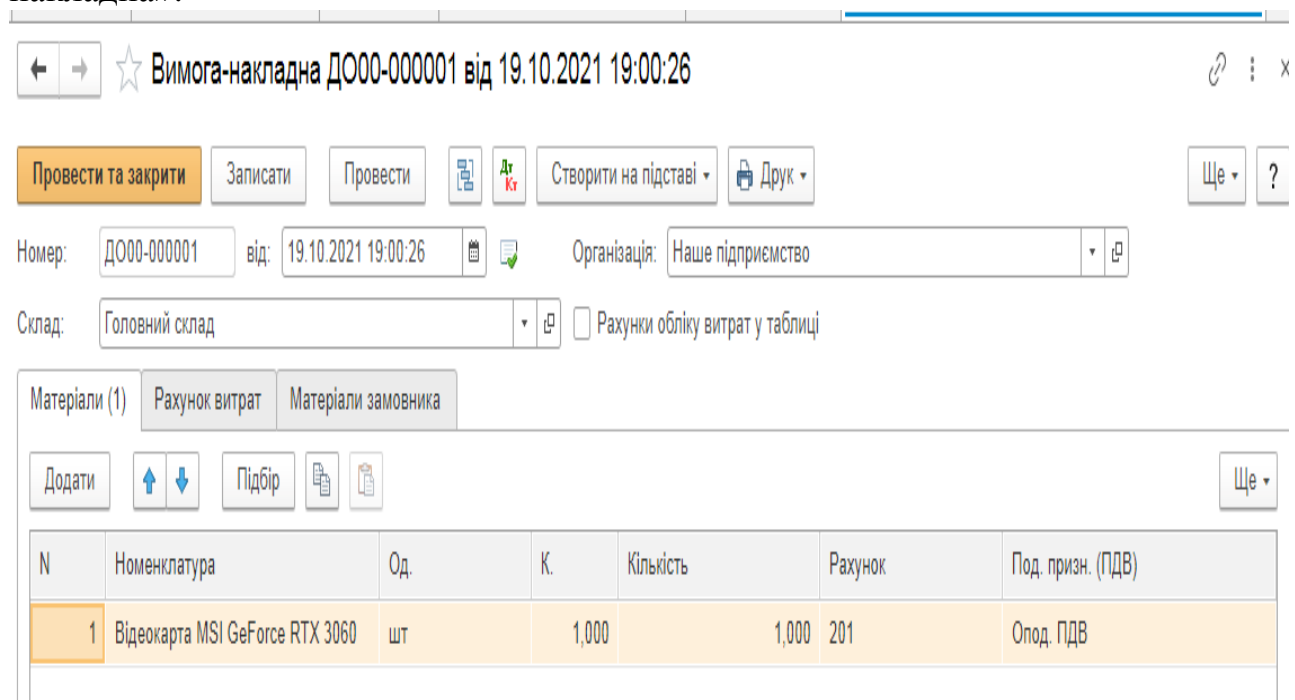 Вимога-накладна ДО00-000001 від 19.10.2021 19:00:26
Провести та закрити Записати Провести Дт Кт Створити на підставі Друк Ще ?
Номер: ДО00-000001 від: 19.10.2021 19:00:26 Організація: Наше підприємство
Склад: Головний склад Рахунки обліку витрат у таблиці
Матеріали (1) Рахунок витрат Матеріали замовника
Додати Підбір Ще
N Номенклатура Од. К. Кількість Рахунок Под. призн. (ПДВ)
1 Відеокарта MSI GeForce RTX 3060 шт 1,000 1,000 201 Опод. ПДВ